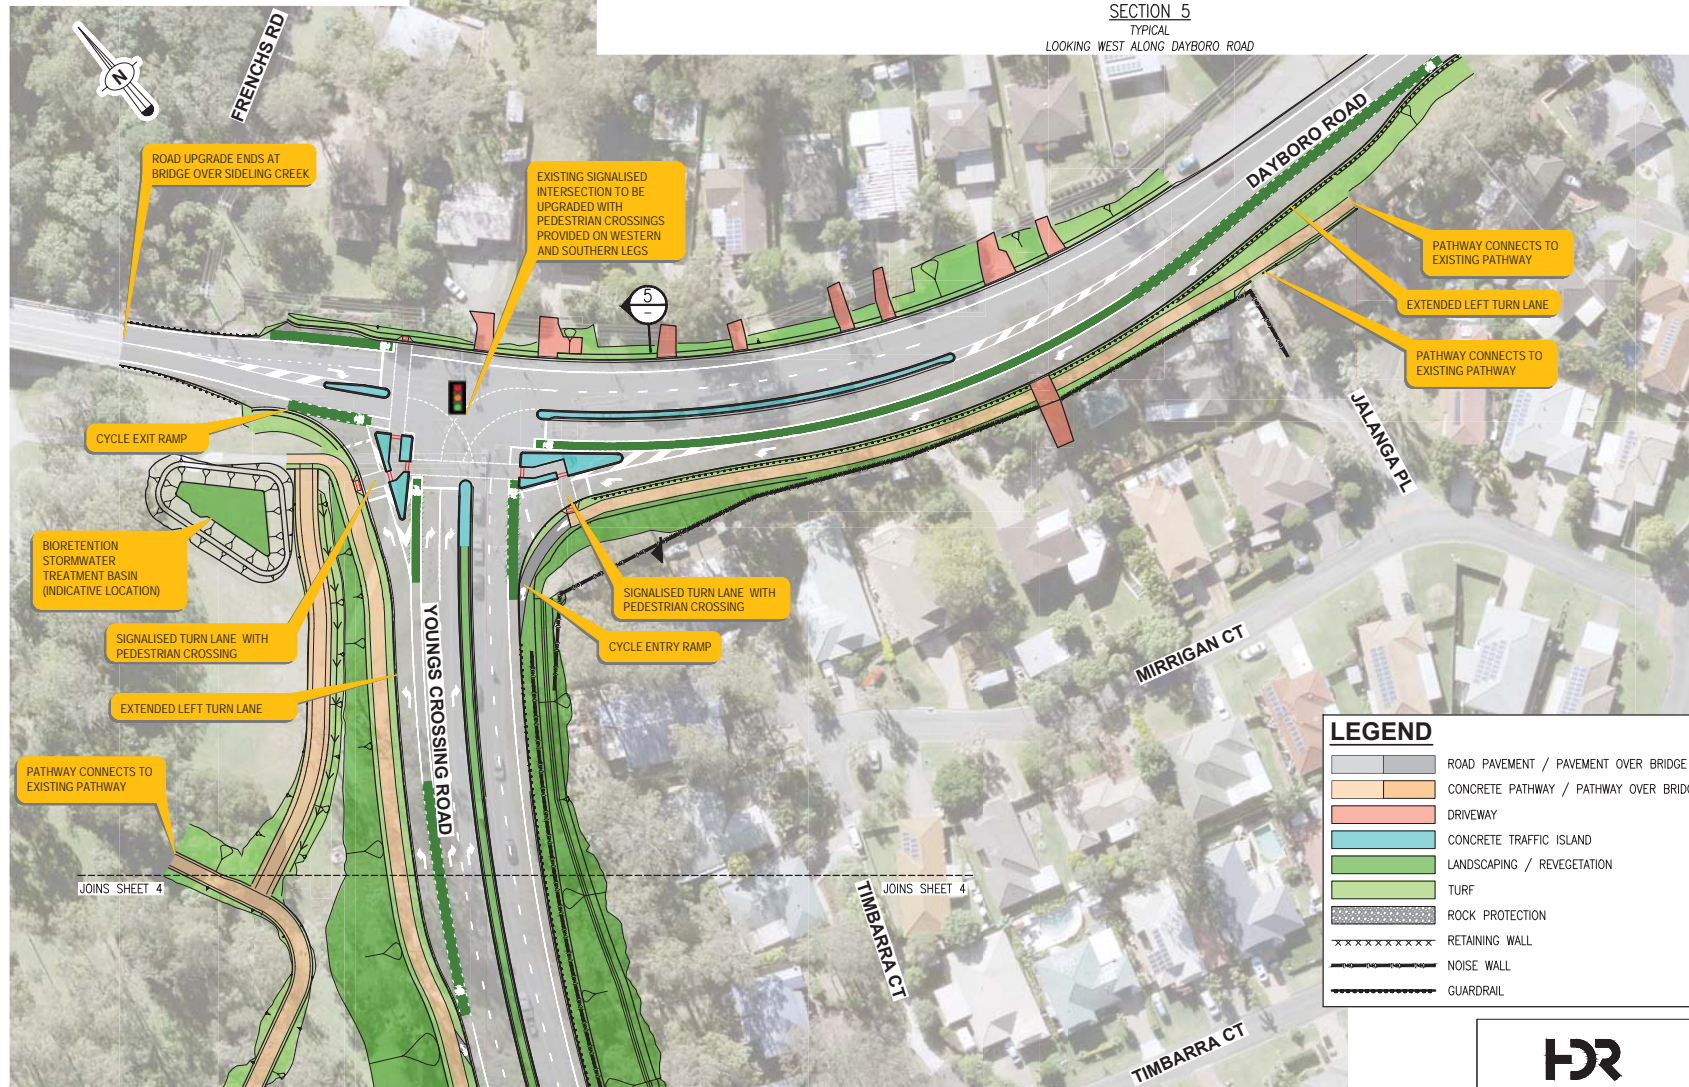 SECTION 5
TYPICAL
LOOKING WEST ALONG DAYBORO ROAD
N
FRENCHS RD
ROAD UPGRADE ENDS AT
BRIDGE OVER SIDELING CREEK
EXISTING SIGNALISED
INTERSECTION TO BE
UPGRADED WITH
PEDESTRIAN CROSSINGS
PROVIDED ON WESTERN
AND SOUTHERN LEGS
5
-
DAYBORO ROAD
PATHWAY CONNECTS TO
EXISTING PATHWAY
EXTENDED LEFT TURN LANE
PATHWAY CONNECTS TO
EXISTING PATHWAY
JALANGA PL
CYCLE EXIT RAMP
BIORETENTION
STORMWATER
TREATMENT BASIN
(INDICATIVE LOCATION)
SIGNALISED TURN LANE WITH
PEDESTRIAN CROSSING
SIGNALISED TURN LANE WITH
PEDESTRIAN CROSSING
CYCLE ENTRY RAMP
EXTENDED LEFT TURN LANE
YOUNGS CROSSING ROAD
MIRRIGAN CT
PATHWAY CONNECTS TO
EXISTING PATHWAY
JOINS SHEET 4
JOINS SHEET 4
TIMBARRA CT
TIMBARRA CT
LEGEND
ROAD PAVEMENT / PAVEMENT OVER BRIDGE
CONCRETE PATHWAY / PATHWAY OVER BRIDG
DRIVEWAY
CONCRETE TRAFFIC ISLAND
LANDSCAPING / REVEGETATION
TURF
ROCK PROTECTION
RETAINING WALL
NOISE WALL
GUARDRAIL
HDR